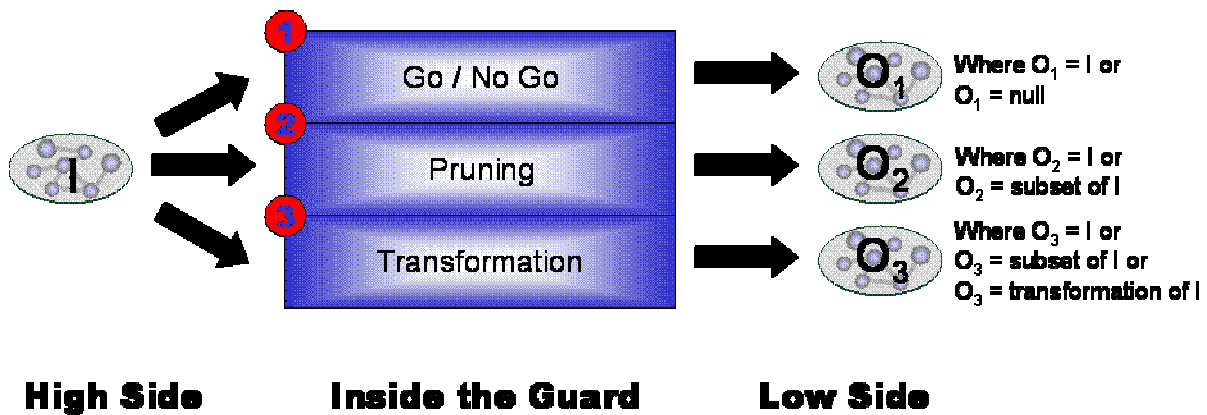 1
Go / No Go
2
Pruning
3
Transformation
I
O₁
Where O₁ = I or
O₁ = null
O₂
Where O₂ = I or
O₂ = subset of I
O₃
Where O₃ = I or
O₃ = subset of I or
O₃ = transformation of I
High Side
Inside the Guard
Low Side